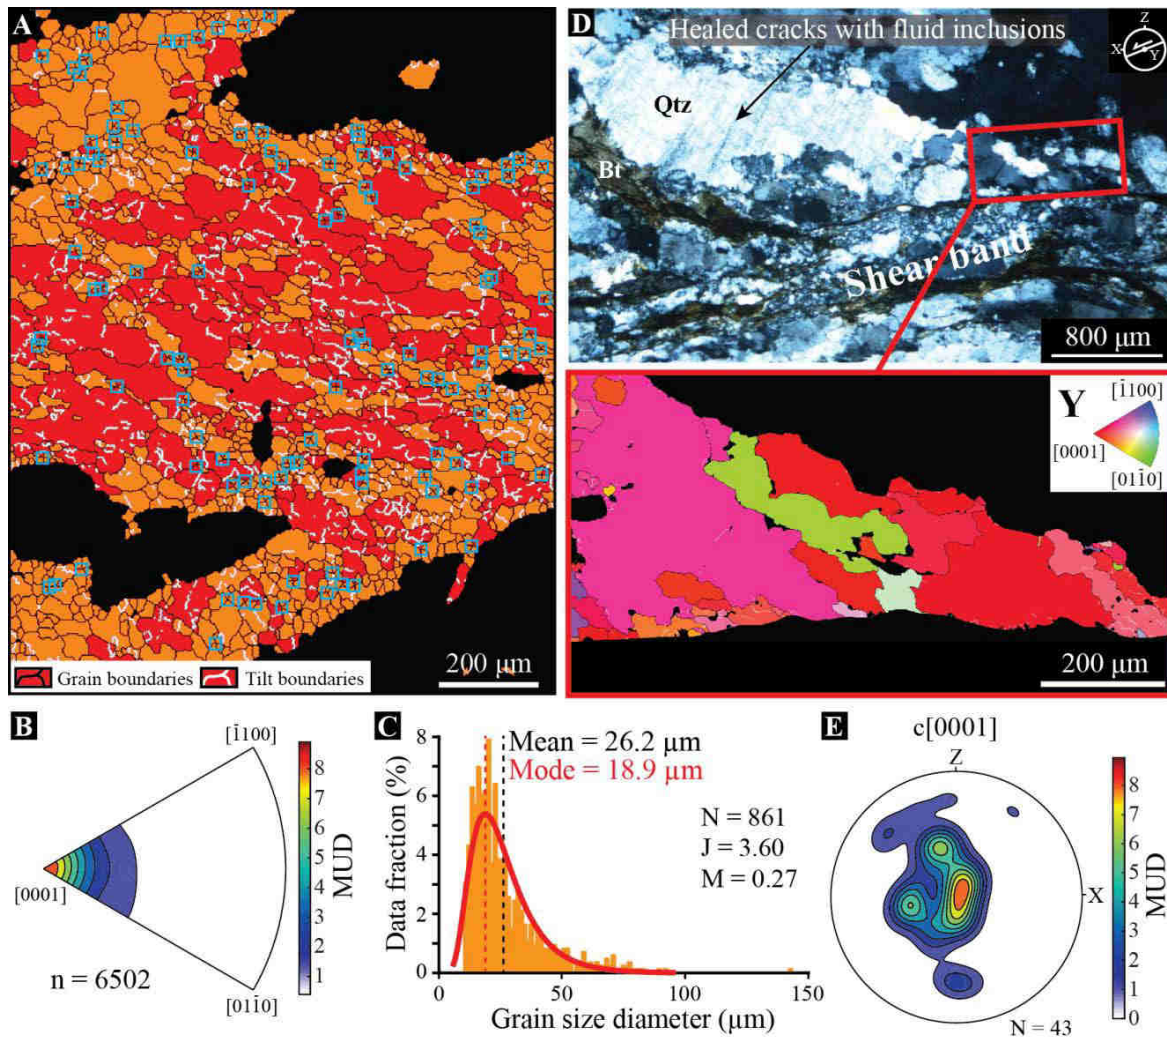 A
Grain boundaries
Tilt boundaries
200 µm
D
Healed cracks with fluid inclusions
Z
X
Y
Qtz
Bt
Shear band
800 µm
Y
[1̄100]
[0001]
[011̄0]
200 µm
B
[1̄100]
[0001]
[011̄0]
n = 6502
8
7
6
5
4
3
2
1
MUD
C
Mean = 26.2 µm
Mode = 18.9 µm
N = 861
J = 3.60
M = 0.27
Data fraction (%)
8
6
4
2
0
0
50
100
150
Grain size diameter (µm)
E
c[0001]
Z
X
N = 43
8
7
6
5
4
3
2
1
0
MUD